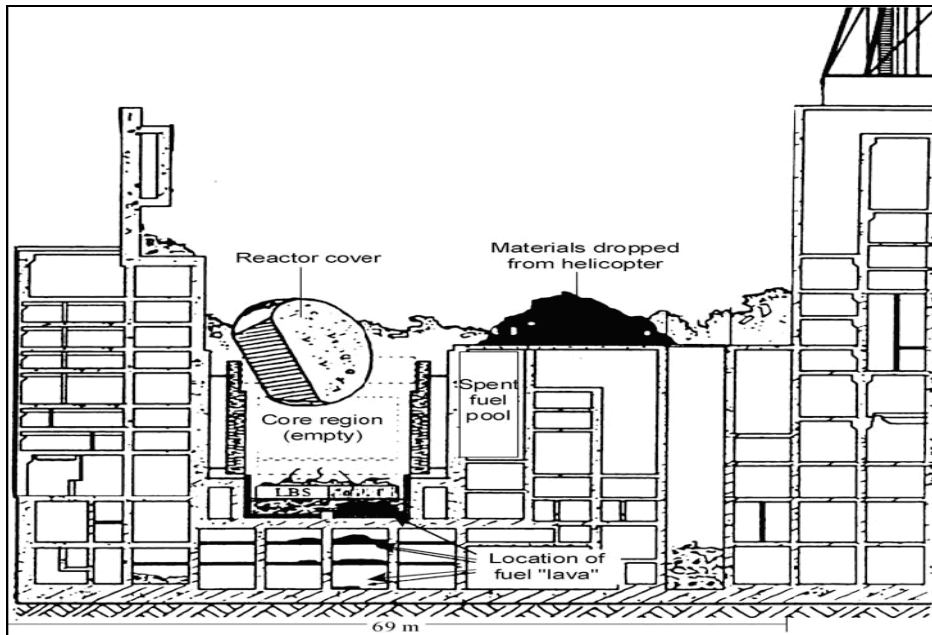 Reactor cover
Materials dropped
from helicopter
Spent
fuel
pool
Core region
(empty)
LBS
Location of
fuel "lava"
69 m